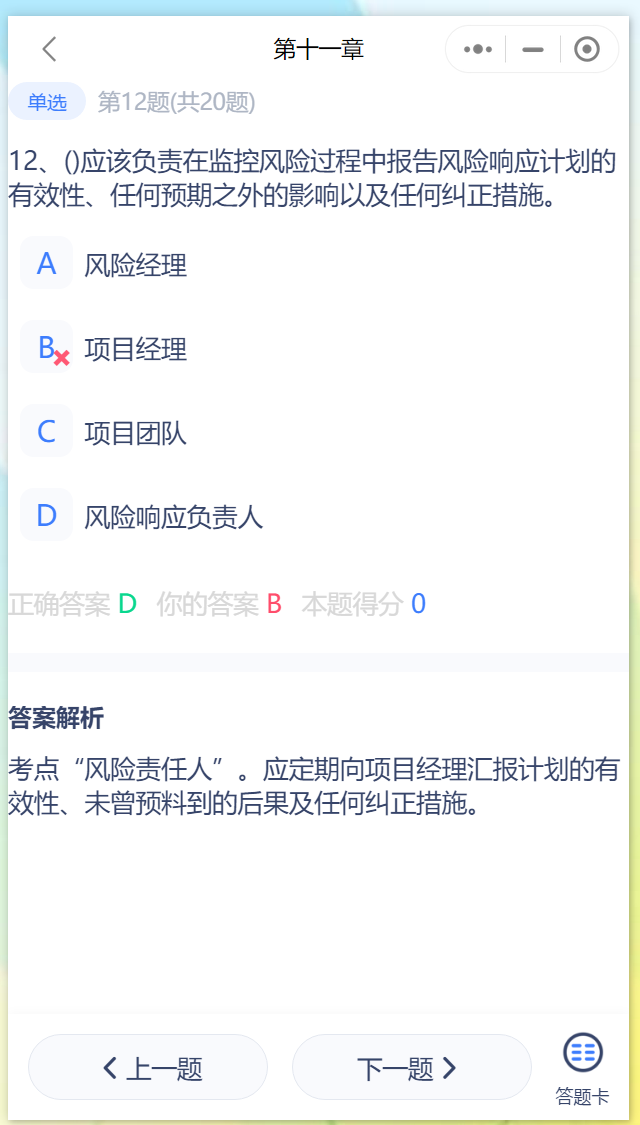 第十一章
单选 第12题(共20题)
12、()应该负责在监控风险过程中报告风险响应计划的
有效性、任何预期之外的影响以及任何纠正措施。
A 风险经理
B 项目经理
C 项目团队
D 风险响应负责人
正确答案 D 你的答案 B 本题得分 0
答案解析
考点“风险责任人”。应定期向项目经理汇报计划的有
效性、未曾预料到的后果及任何纠正措施。
上一题 下一题
答题卡